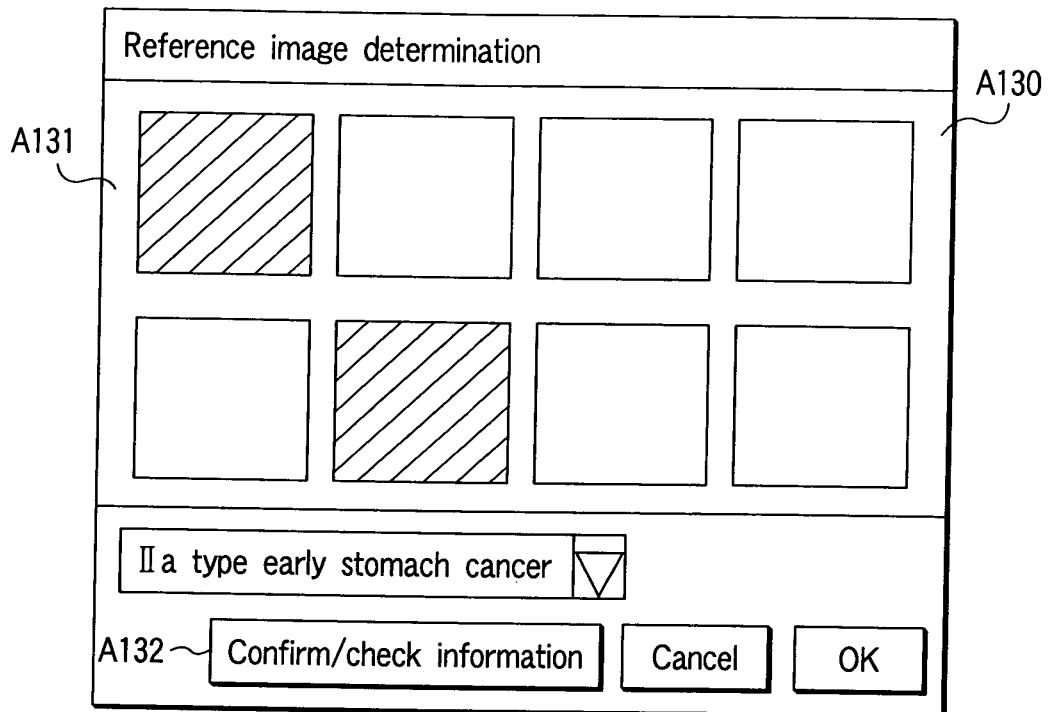 Reference image determination
A130
A131
Ⅱa type early stomach cancer
A132
Confirm/check information
Cancel
OK